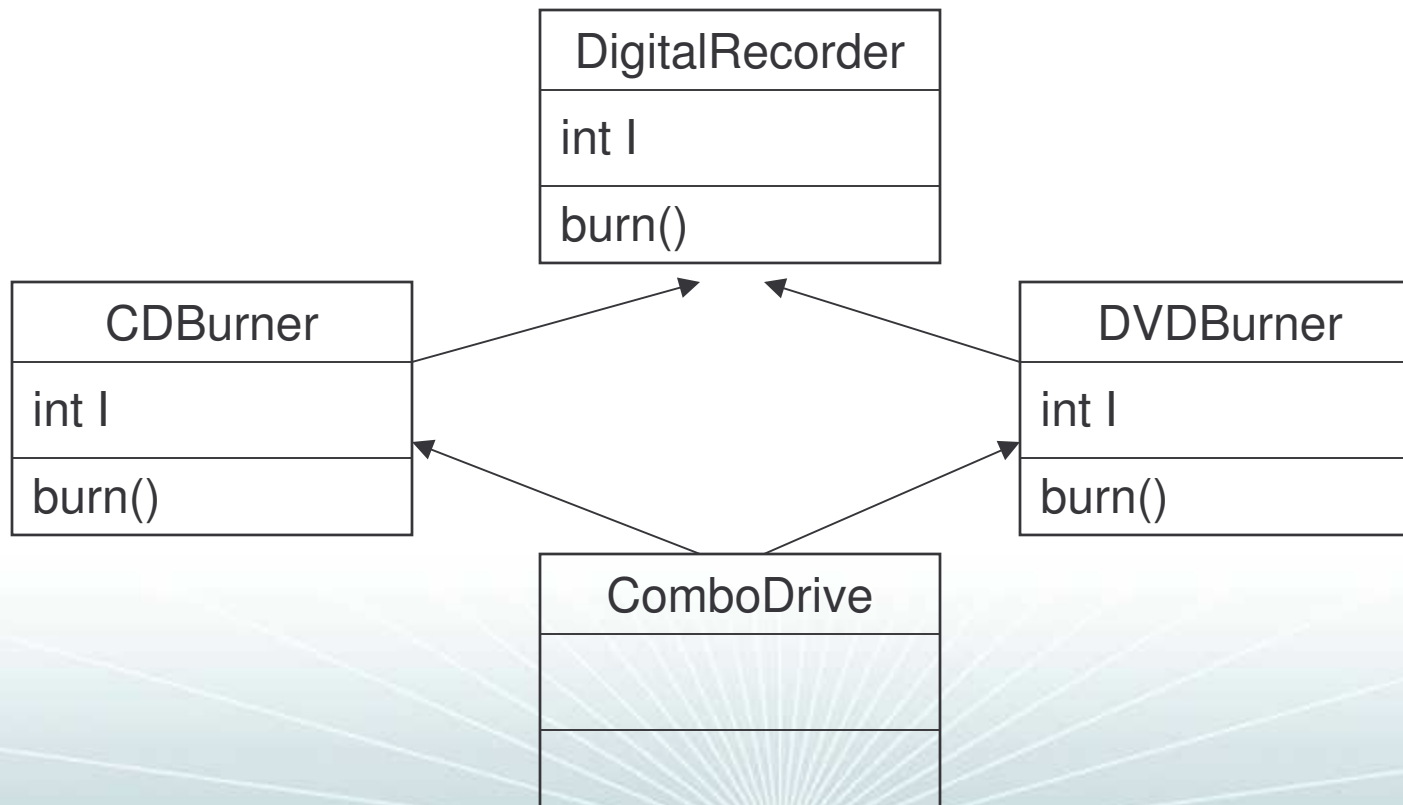 DigitalRecorder
int I
burn()
CDBurner
int I
burn()
DVDBurner
int I
burn()
ComboDrive